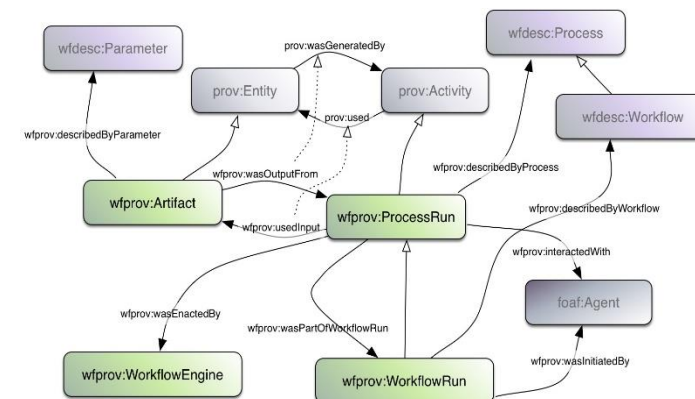 wfdesc:Process
prov:wasGeneratedBy
wfdesc:Parameter
prov:Entity
prov:Activity
prov:used
wfdesc:Workflow
wfprov:describedByParameter
wfprov:describedByProcess
wfprov:wasOutputFrom
wfprov:Artifact
wfprov:ProcessRun
wfprov:describedByWorkflow
wfprov:usedInput
wfprov:interactedWith
foaf:Agent
wfprov:wasEnactedBy
wfprov:wasPartOfWorkflowRun
wfprov:wasInitiatedBy
wfprov:WorkflowEngine
wfprov:WorkflowRun